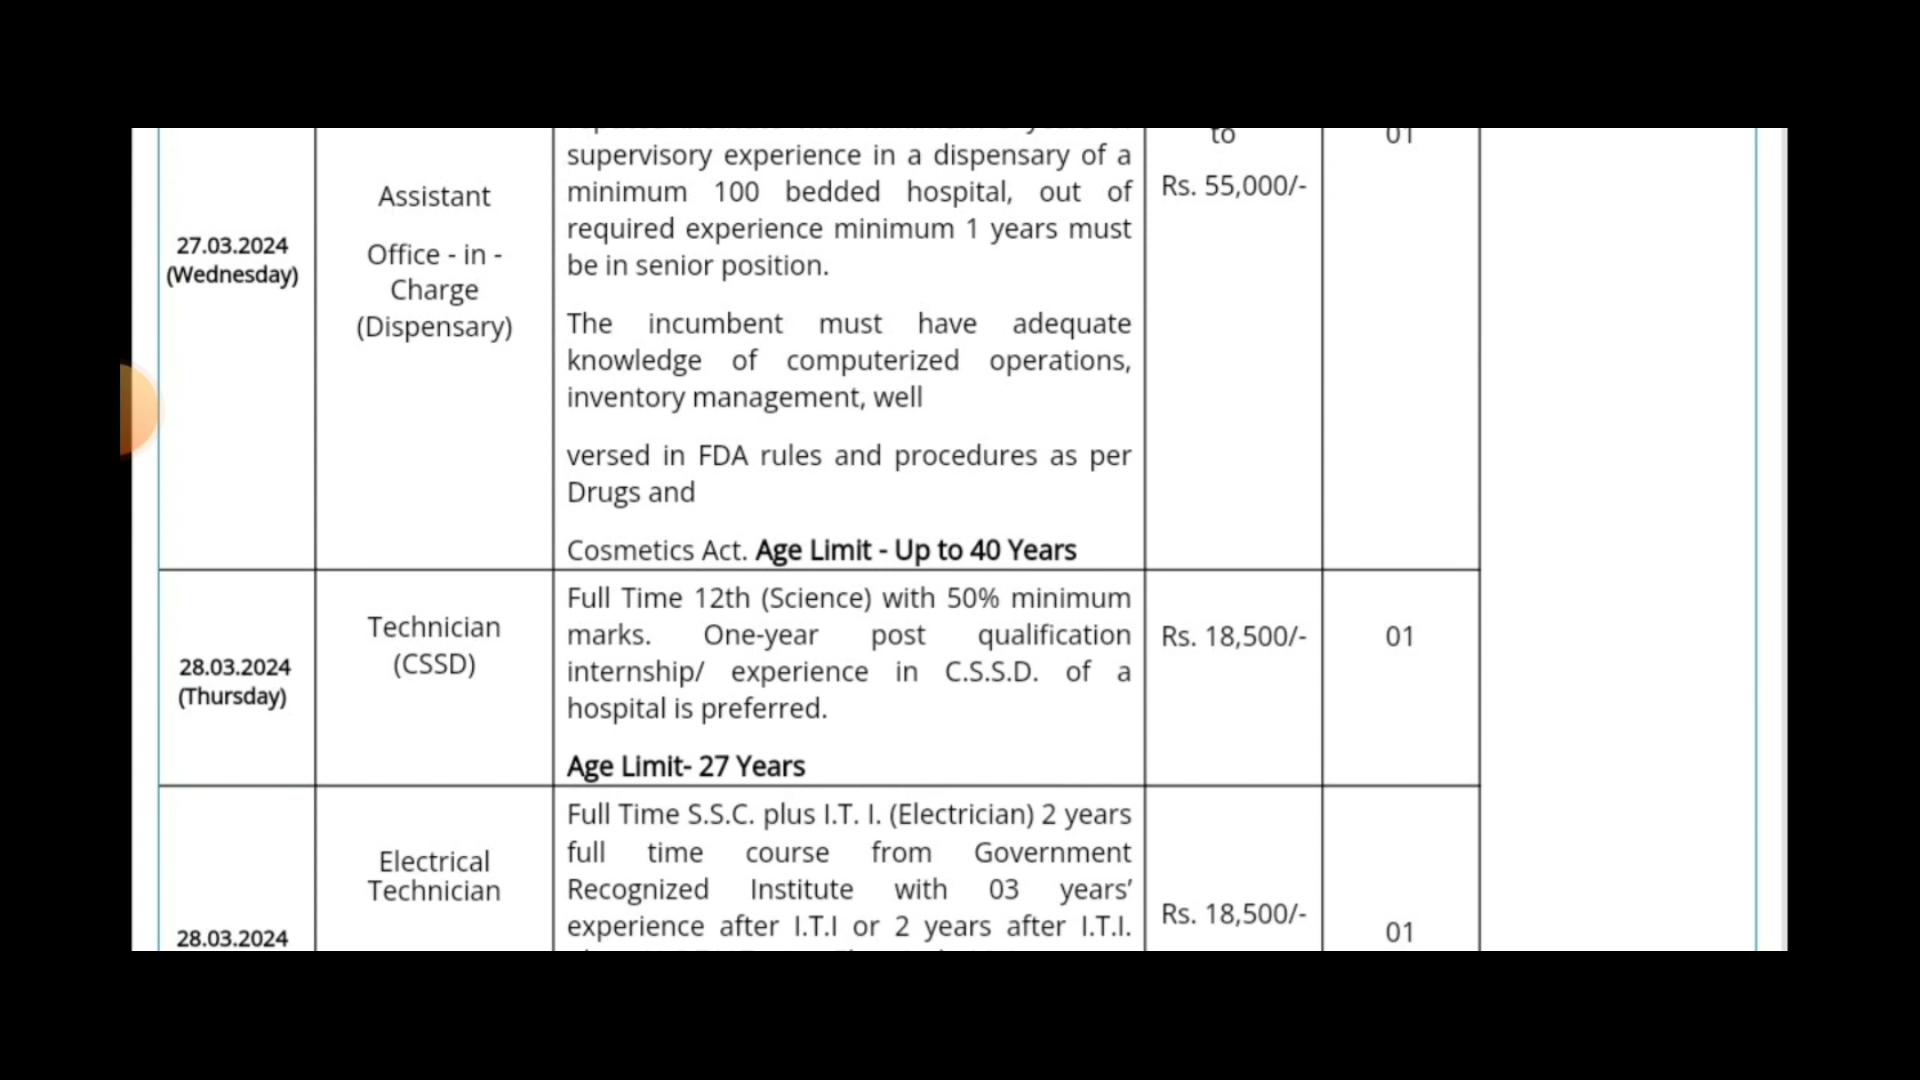 to
01
supervisory experience in a dispensary of a
minimum 100 bedded hospital, out of
required experience minimum 1 years must
be in senior position.
The incumbent must have adequate
knowledge of computerized operations,
inventory management, well
versed in FDA rules and procedures as per
Drugs and
Cosmetics Act. Age Limit - Up to 40 Years
27.03.2024
(Wednesday)
Assistant
Office - in -
Charge
(Dispensary)
Rs. 55,000/-
28.03.2024
(Thursday)
Technician
(CSSD)
Full Time 12th (Science) with 50% minimum
marks. One-year post qualification
internship/ experience in C.S.S.D. of a
hospital is preferred.
Age Limit- 27 Years
Rs. 18,500/-
01
28.03.2024
Electrical
Technician
Full Time S.S.C. plus I.T. I. (Electrician) 2 years
full time course from Government
Recognized Institute with 03 years’
experience after I.T.I or 2 years after I.T.I.
Rs. 18,500/-
01